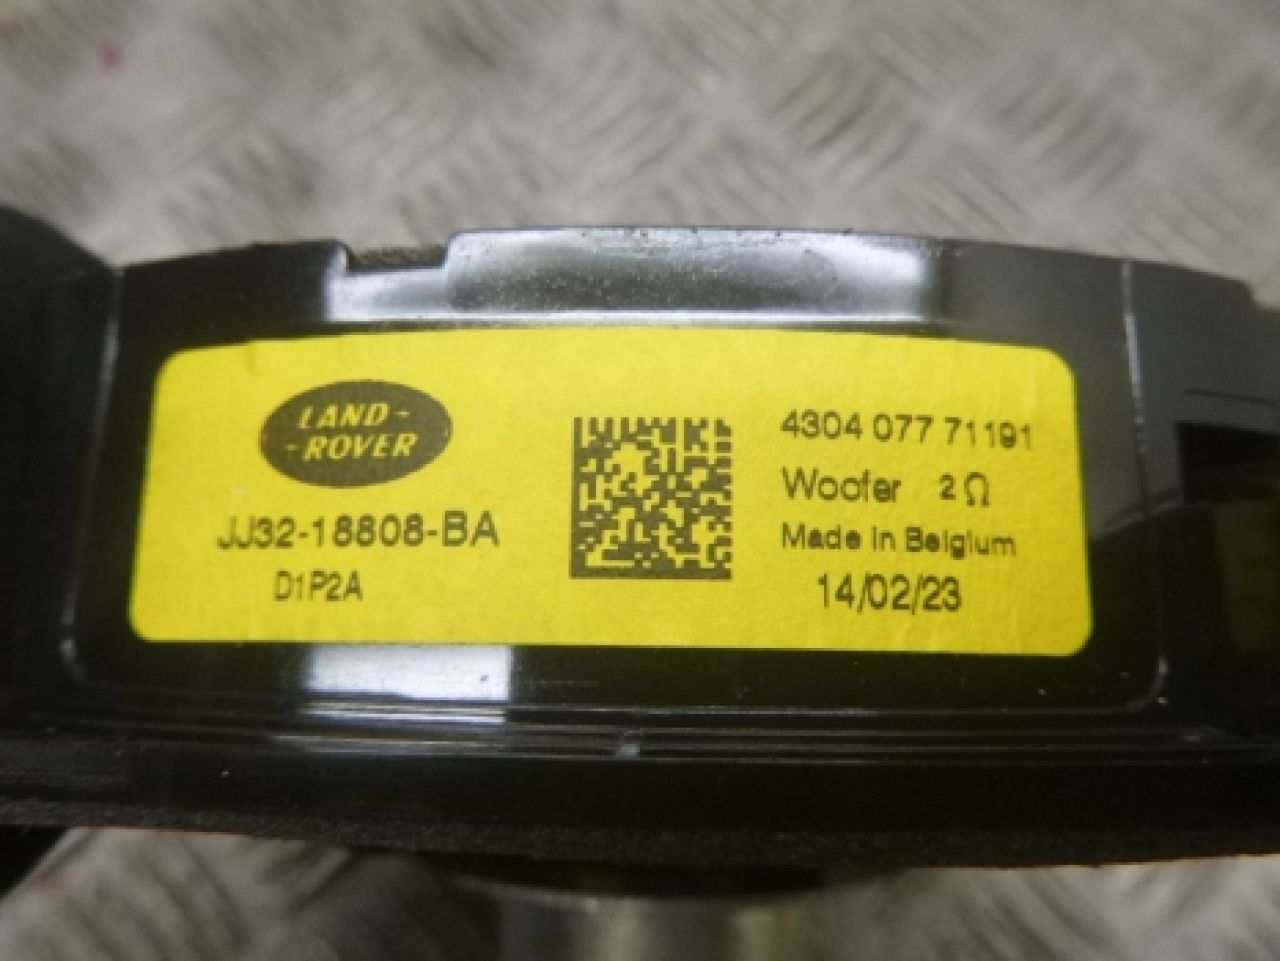 LAND-
-ROVER
JJ32-18808-BA
D1P2A
4304 077 71191
Woofer 2Ω
Made in Belgium
14/02/23